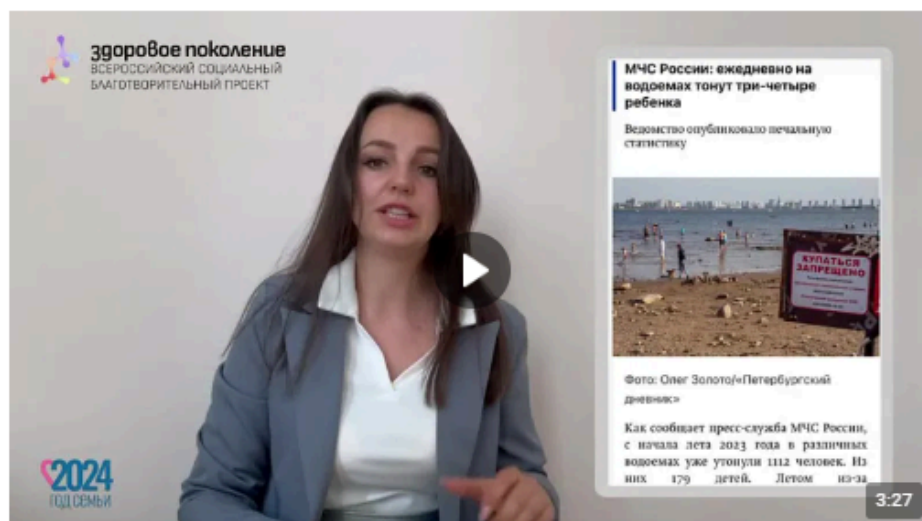 здоровое поколение
ВСЕРОССИЙСКИЙ СОЦИАЛЬНЫЙ
БЛАГОТВОРИТЕЛЬНЫЙ ПРОЕКТ
МЧС России: ежедневно на
водоемах тонут три-четыре
ребенка
Ведомство опубликовало печальную
статистику
КУПАТЬСЯ
ЗАПРЕЩЕНО
Фото: Олег Золото/«Петербургский
дневник»
Как сообщает пресс-служба МЧС России,
с начала лета 2023 года в различных
водоемах уже утонули 1112 человек. Из
них 179 детей. Летом из-за
2024
ГОД СЕМЬИ
3:27